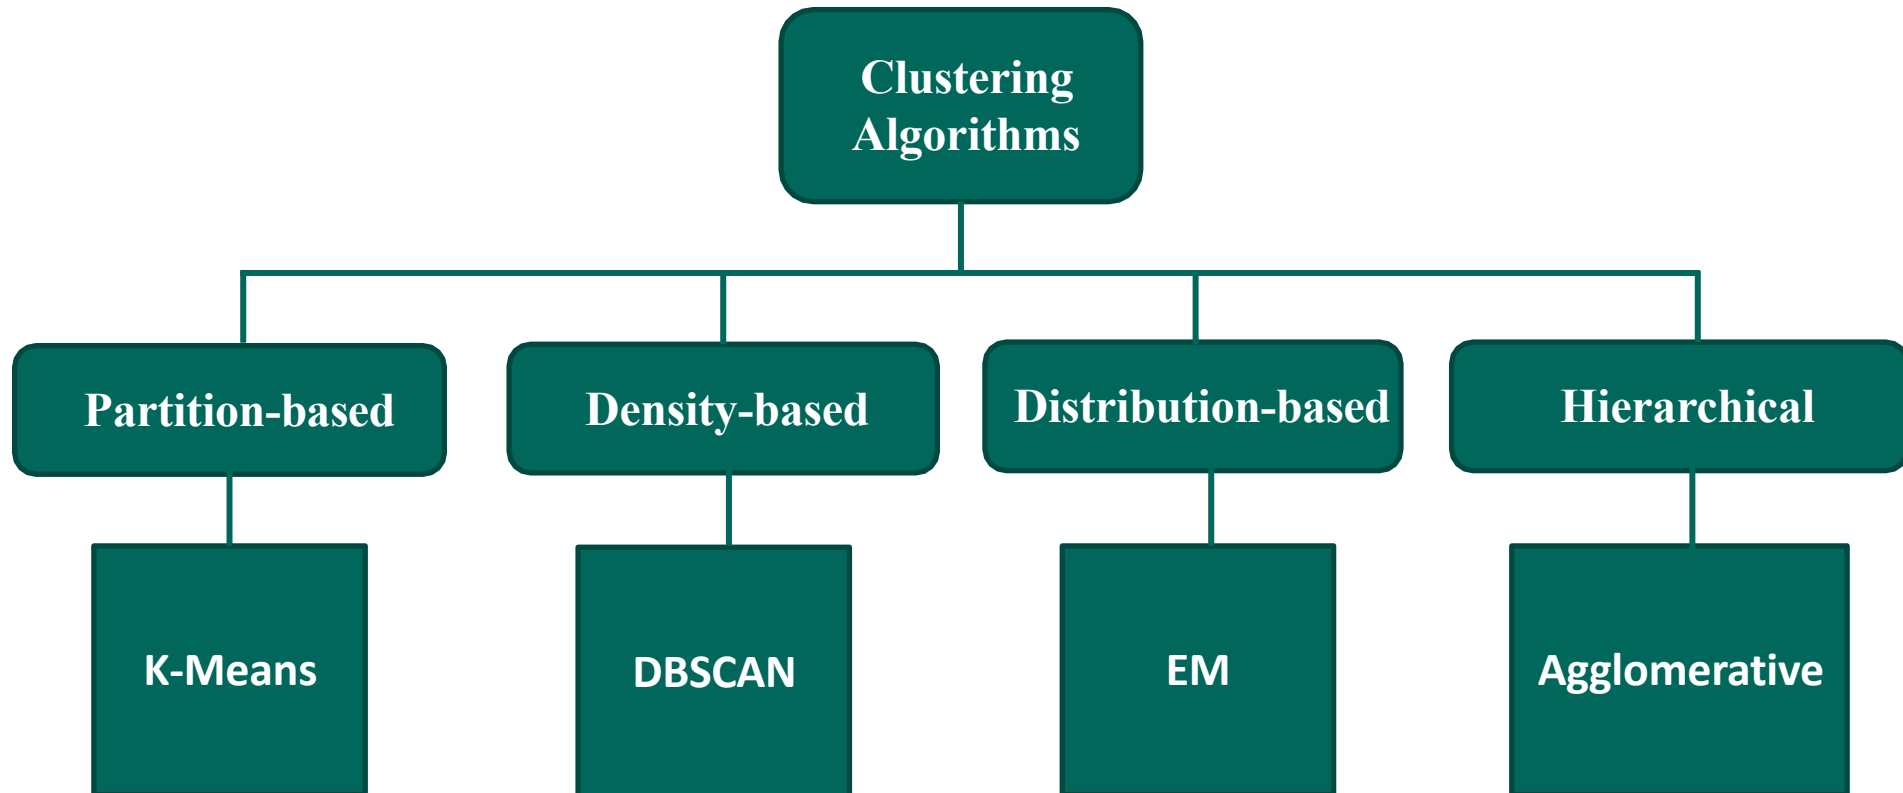 Clustering
Algorithms
Partition-based
Density-based
Distribution-based
Hierarchical
K-Means
DBSCAN
EM
Agglomerative